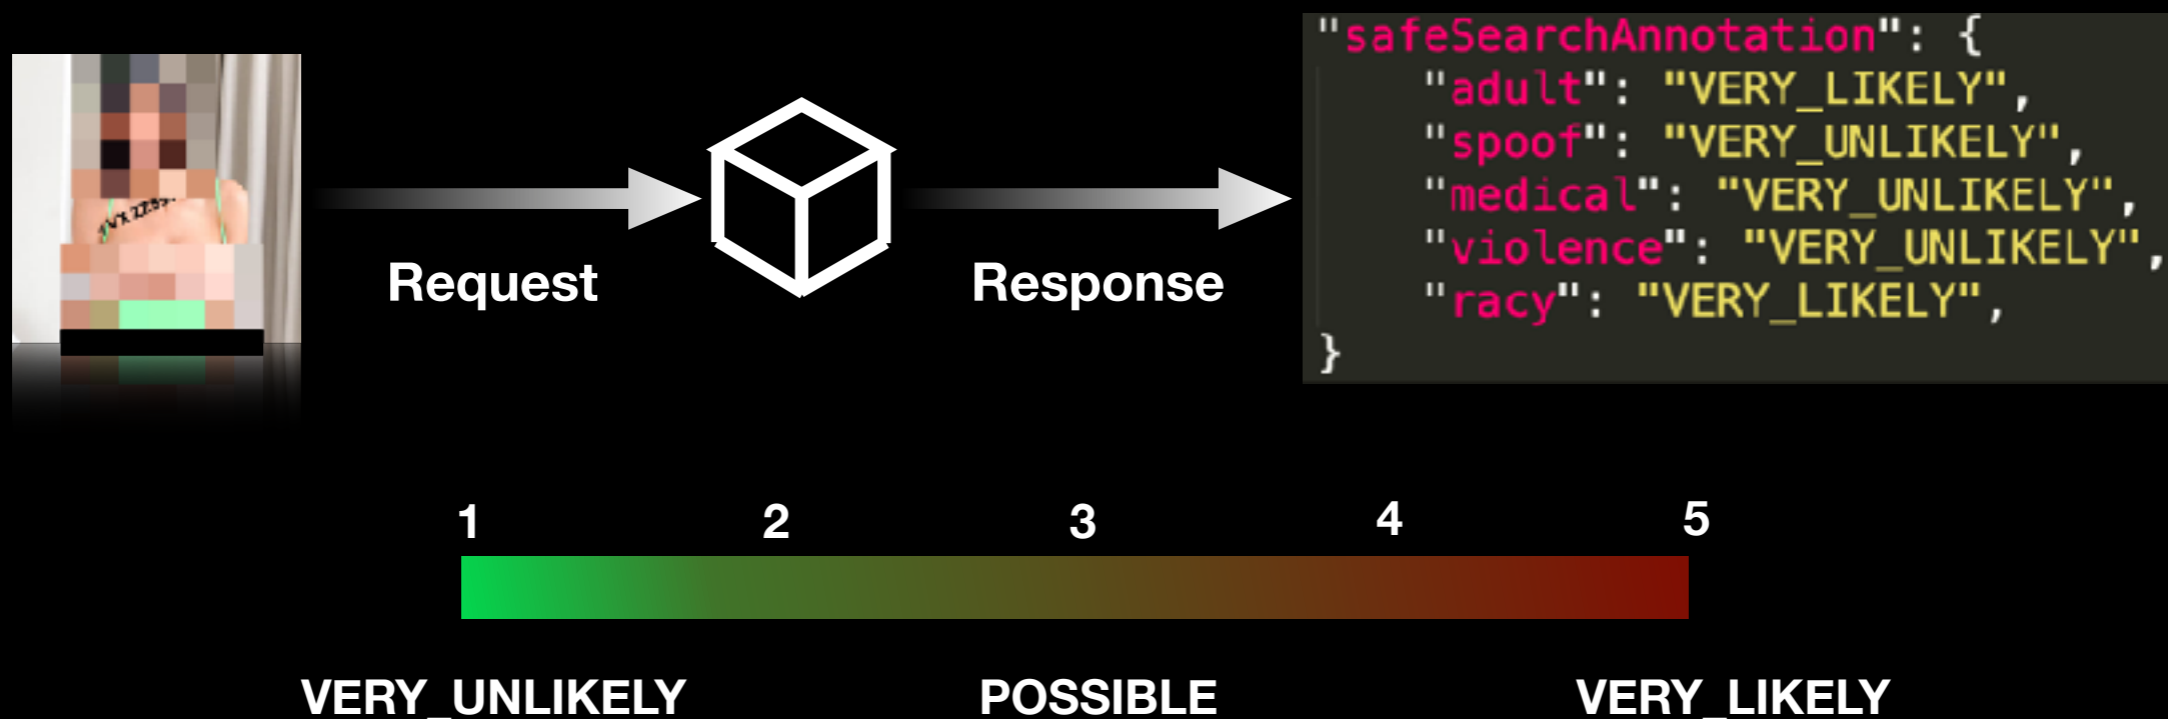 Request
Response
"safeSearchAnnotation": {
"adult": "VERY_LIKELY",
"spoof": "VERY_UNLIKELY",
"medical": "VERY_UNLIKELY",
"violence": "VERY_UNLIKELY",
"racy": "VERY_LIKELY",
}
1 2 3 4 5
VERY_UNLIKELY POSSIBLE VERY_LIKELY